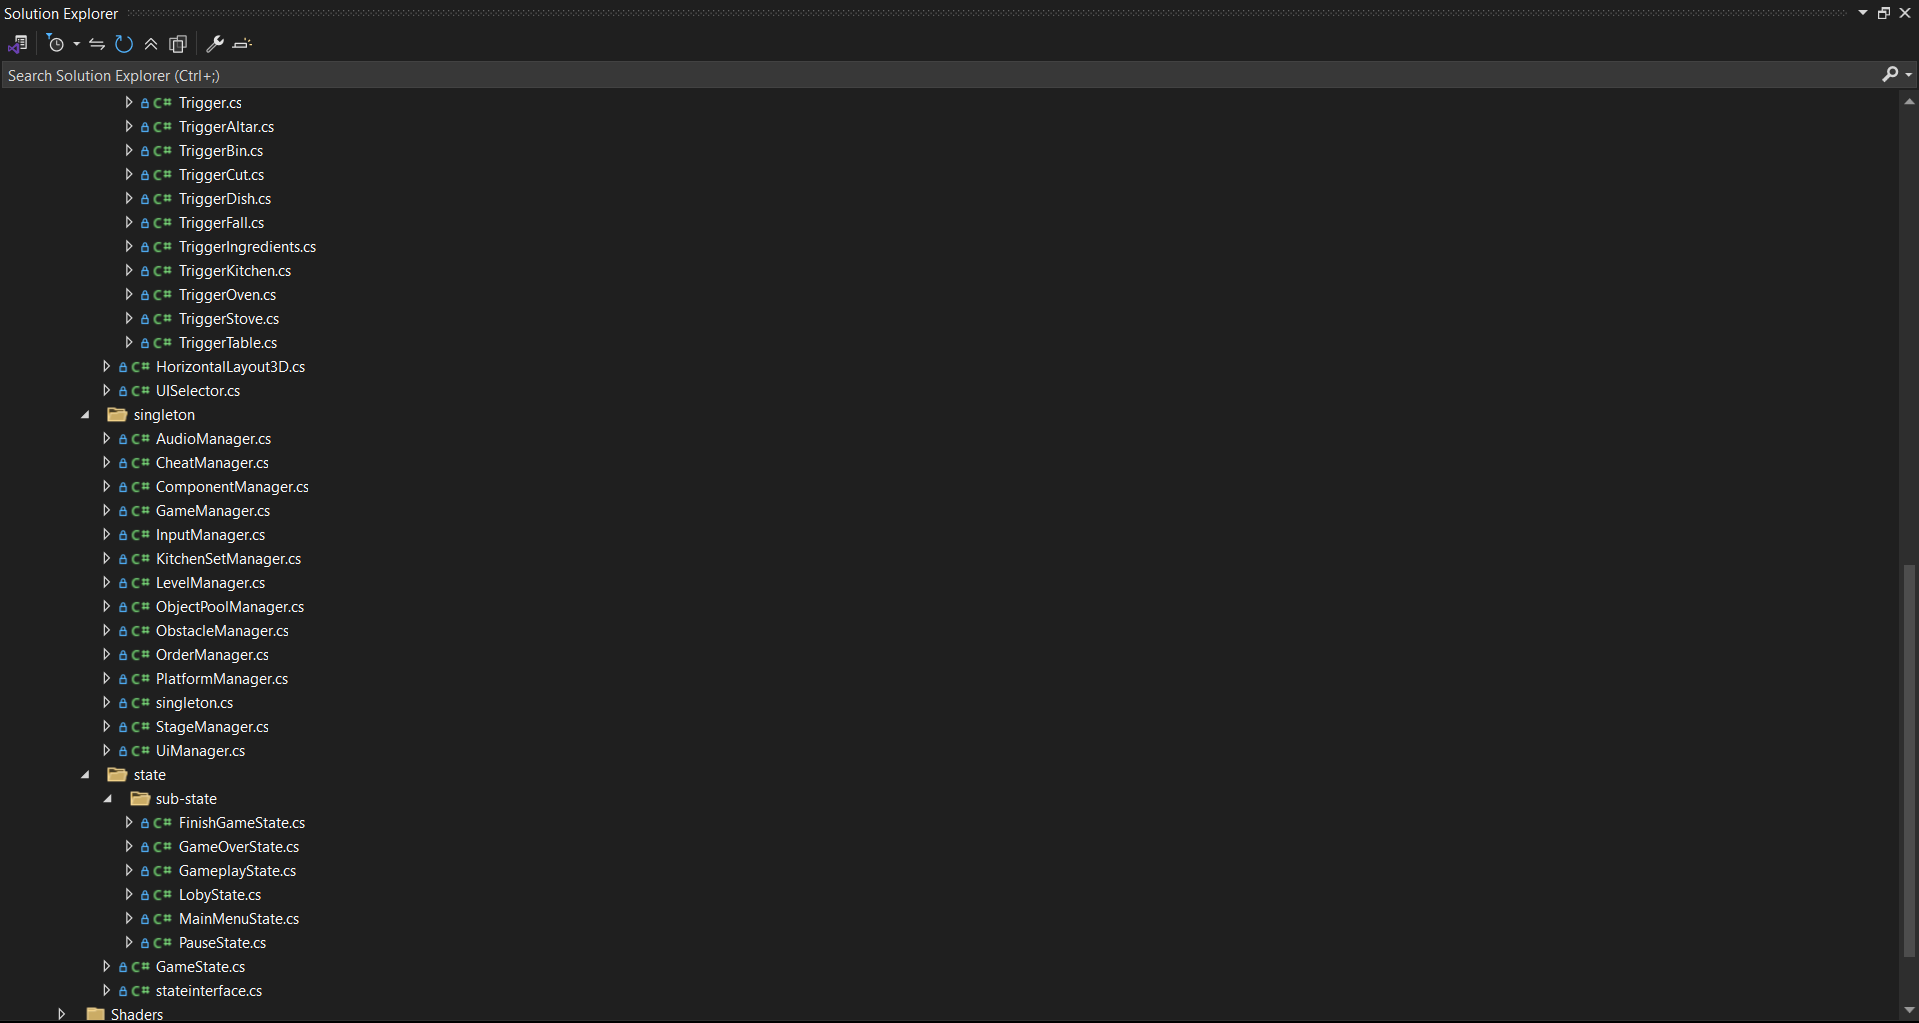 Solution Explorer
Search Solution Explorer (Ctrl+;)
C# Trigger.cs
C# TriggerAltar.cs
C# TriggerBin.cs
C# TriggerCut.cs
C# TriggerDish.cs
C# TriggerFall.cs
C# TriggerIngredients.cs
C# TriggerKitchen.cs
C# TriggerOven.cs
C# TriggerStove.cs
C# TriggerTable.cs
C# HorizontalLayout3D.cs
C# UISelector.cs
singleton
C# AudioManager.cs
C# CheatManager.cs
C# ComponentManager.cs
C# GameManager.cs
C# InputManager.cs
C# KitchenSetManager.cs
C# LevelManager.cs
C# ObjectPoolManager.cs
C# ObstacleManager.cs
C# OrderManager.cs
C# PlatformManager.cs
C# singleton.cs
C# StageManager.cs
C# UiManager.cs
state
sub-state
C# FinishGameState.cs
C# GameOverState.cs
C# GameplayState.cs
C# LobyState.cs
C# MainMenuState.cs
C# PauseState.cs
C# GameState.cs
C# stateinterface.cs
Shaders